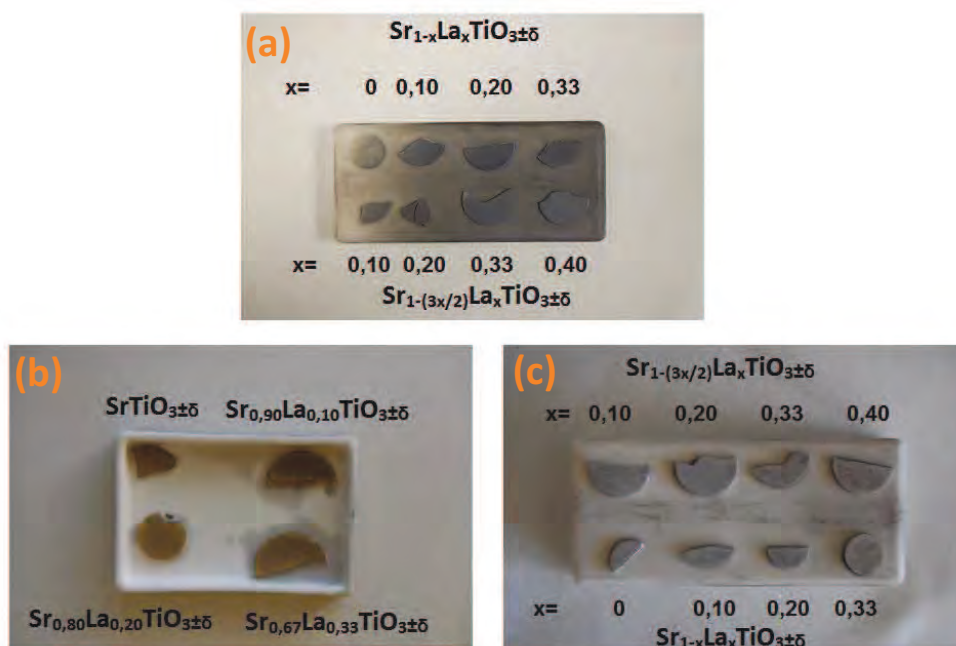 (a)
Sr1-xLaxTiO3±δ
x= 0 0,10 0,20 0,33
x= 0,10 0,20 0,33 0,40
Sr1-(3x/2)LaxTiO3±δ
(b)
SrTiO3±δ Sr0,90La0,10TiO3±δ
Sr0,80La0,20TiO3±δ Sr0,67La0,33TiO3±δ
(c)
Sr1-(3x/2)LaxTiO3±δ
x= 0,10 0,20 0,33 0,40
x= 0 0,10 0,20 0,33
Sr1-xLaxTiO3±δ